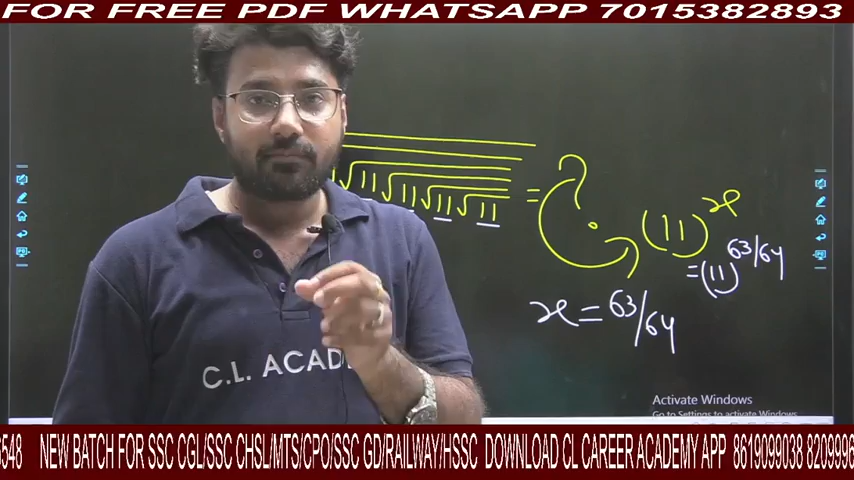 FOR FREE PDF WHATSAPP 7015382893
√11√11√11√11 = (11)^x
= (11)^63/64
x = 63/64
C.L. ACAD
Activate Windows
Go to Settings to activate Windows.
3548 NEW BATCH FOR SSC CGL/SSC CHSL/MTS/CPO/SSC GD/RAILWAY/HSSC DOWNLOAD CL CAREER ACADEMY APP 8619099038 8209996